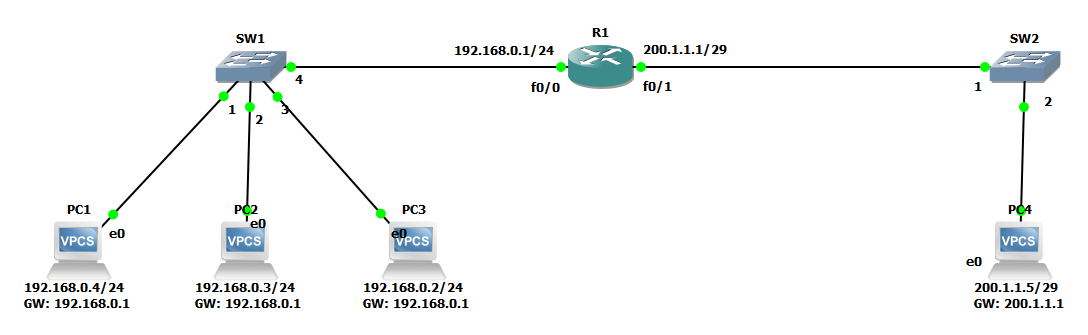 R1
SW1
SW2
192.168.0.1/24
200.1.1.1/29
4
f0/0
f0/1
1
2
3
1
2
PC1
PC2
PC3
PC4
e0
e0
e0
e0
VPCS
VPCS
VPCS
VPCS
192.168.0.4/24
GW: 192.168.0.1
192.168.0.3/24
GW: 192.168.0.1
192.168.0.2/24
GW: 192.168.0.1
200.1.1.5/29
GW: 200.1.1.1